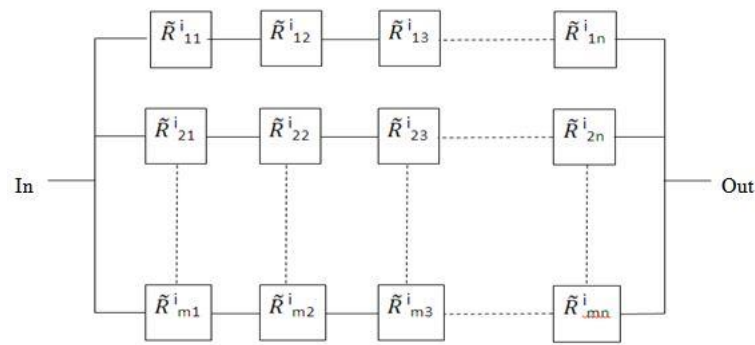 R̃ⁱ₁₁ R̃ⁱ₁₂ R̃ⁱ₁₃ R̃ⁱ₁ₙ
R̃ⁱ₂₁ R̃ⁱ₂₂ R̃ⁱ₂₃ R̃ⁱ₂ₙ
In Out
R̃ⁱₘ₁ R̃ⁱₘ₂ R̃ⁱₘ₃ R̃ⁱₘₙ